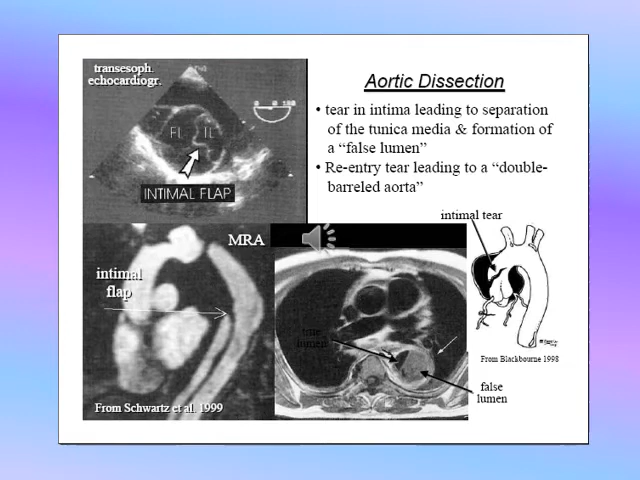 transesoph.
echocardiogr.
FL TL
INTIMAL FLAP
Aortic Dissection
• tear in intima leading to separation
of the tunica media & formation of
a “false lumen”
• Re-entry tear leading to a “double-
barreled aorta”
MRA
intimal
flap
From Schwartz et al. 1999
true
lumen
false
lumen
intimal tear
From Blackbourne 1998